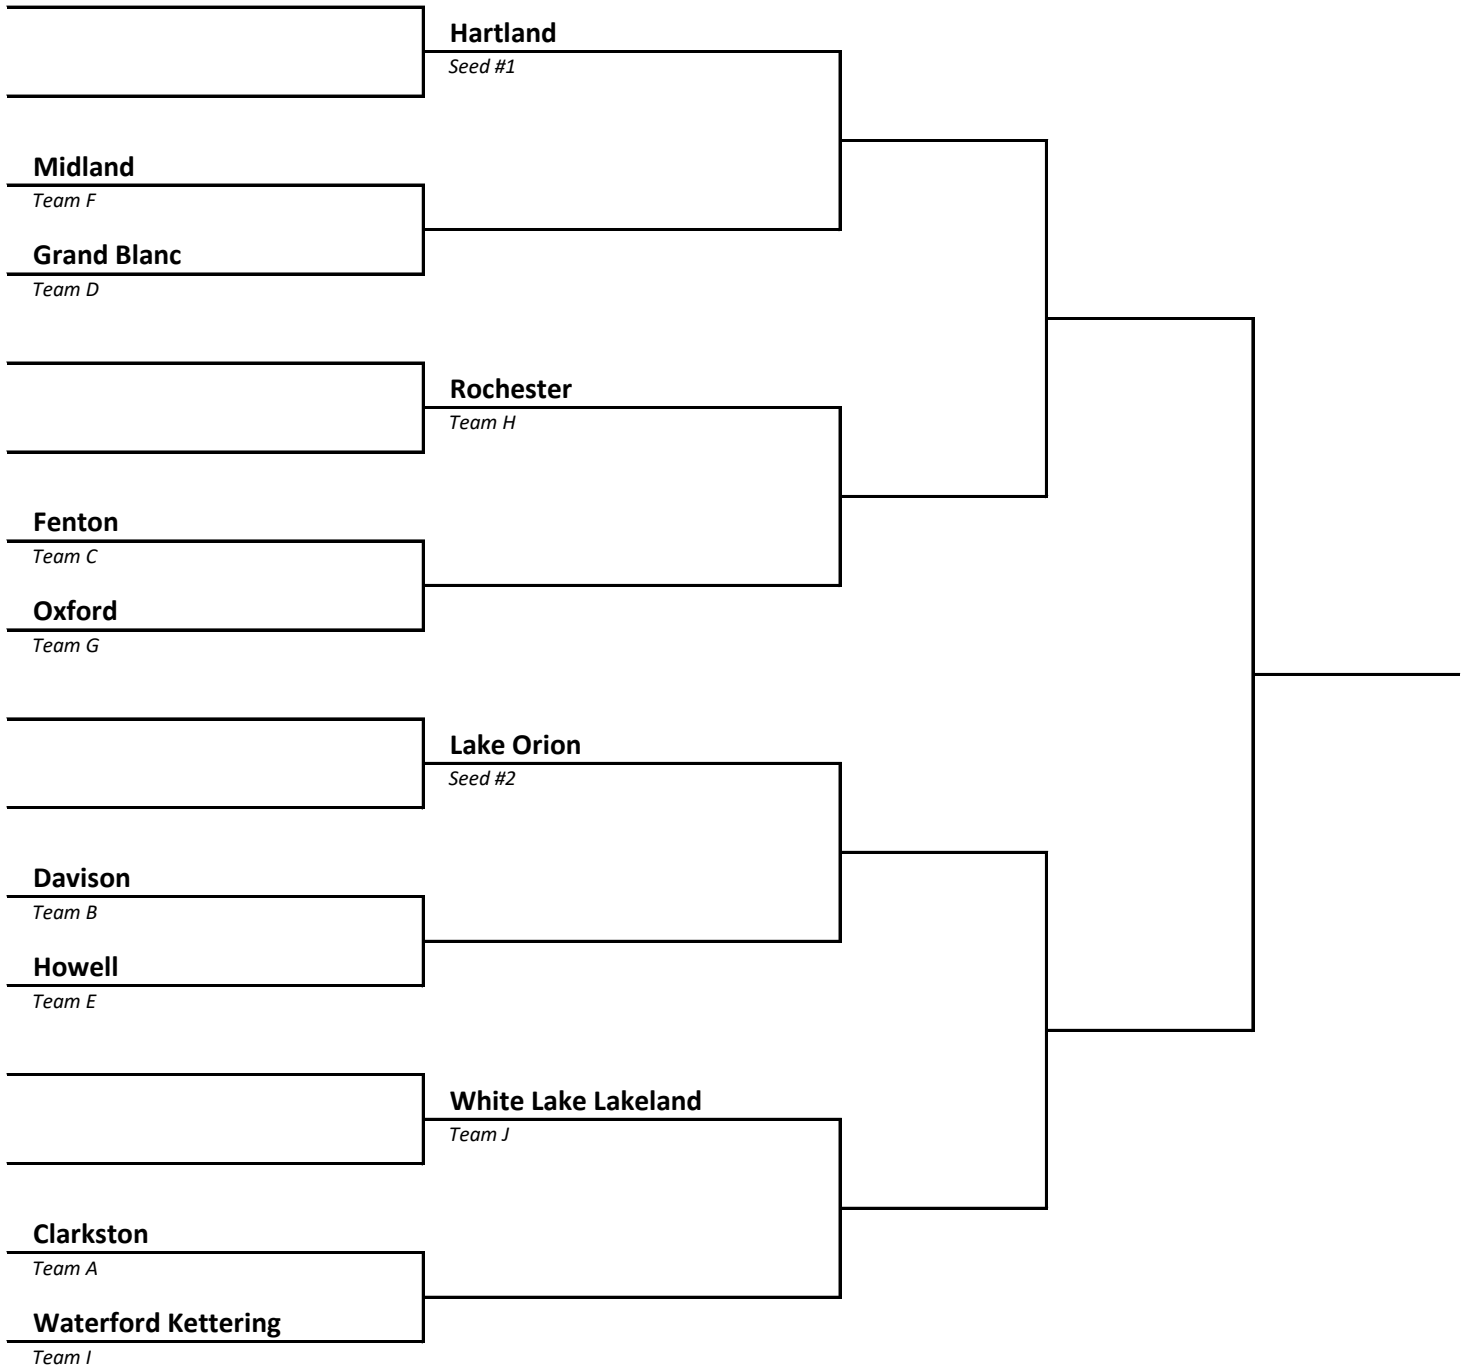 Hartland
Seed #1
Midland
Team F
Grand Blanc
Team D
Rochester
Team H
Fenton
Team C
Oxford
Team G
Lake Orion
Seed #2
Davison
Team B
Howell
Team E
White Lake Lakeland
Team J
Clarkston
Team A
Waterford Kettering
Team I